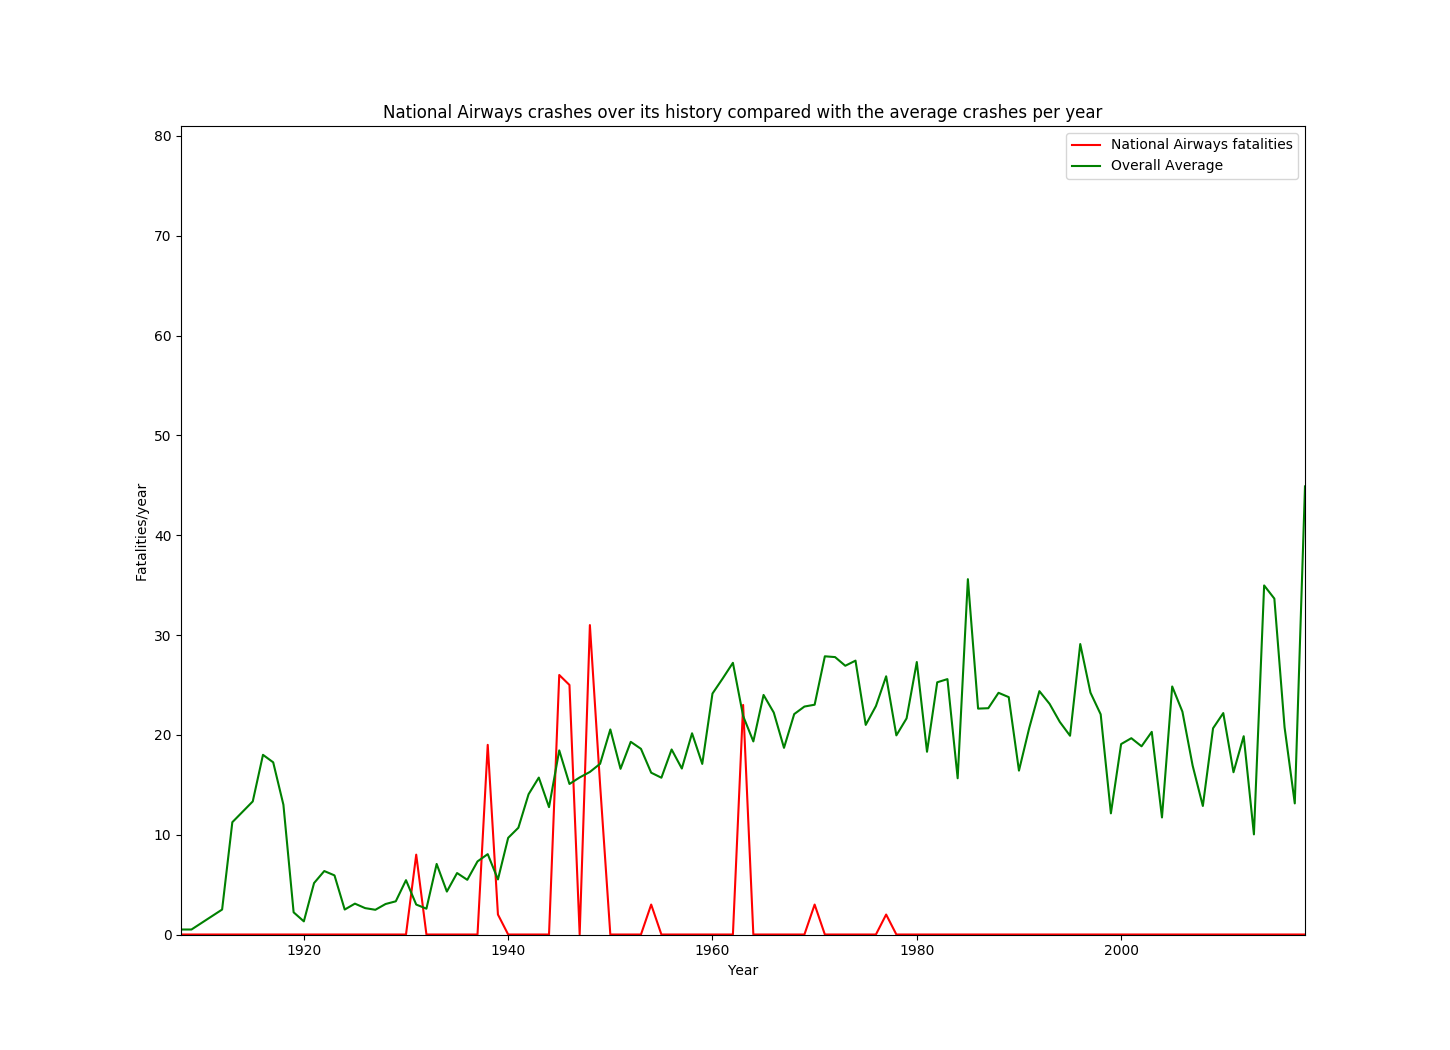 National Airways crashes over its history compared with the average crashes per year
National Airways fatalities
Overall Average
80
70
60
50
40
30
20
10
0
Fatalities/year
1920 1940 1960 1980 2000
Year